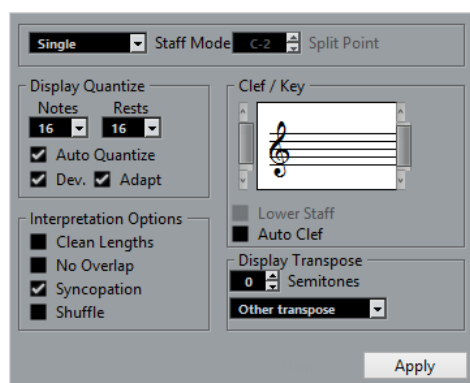 Single Staff Mode C-2 Split Point
Display Quantize
Notes Rests
16 16
Auto Quantize
Dev. Adapt
Interpretation Options
Clean Lengths
No Overlap
Syncopation
Shuffle
Clef / Key
Lower Staff
Auto Clef
Display Transpose
0 Semitones
Other transpose
Apply